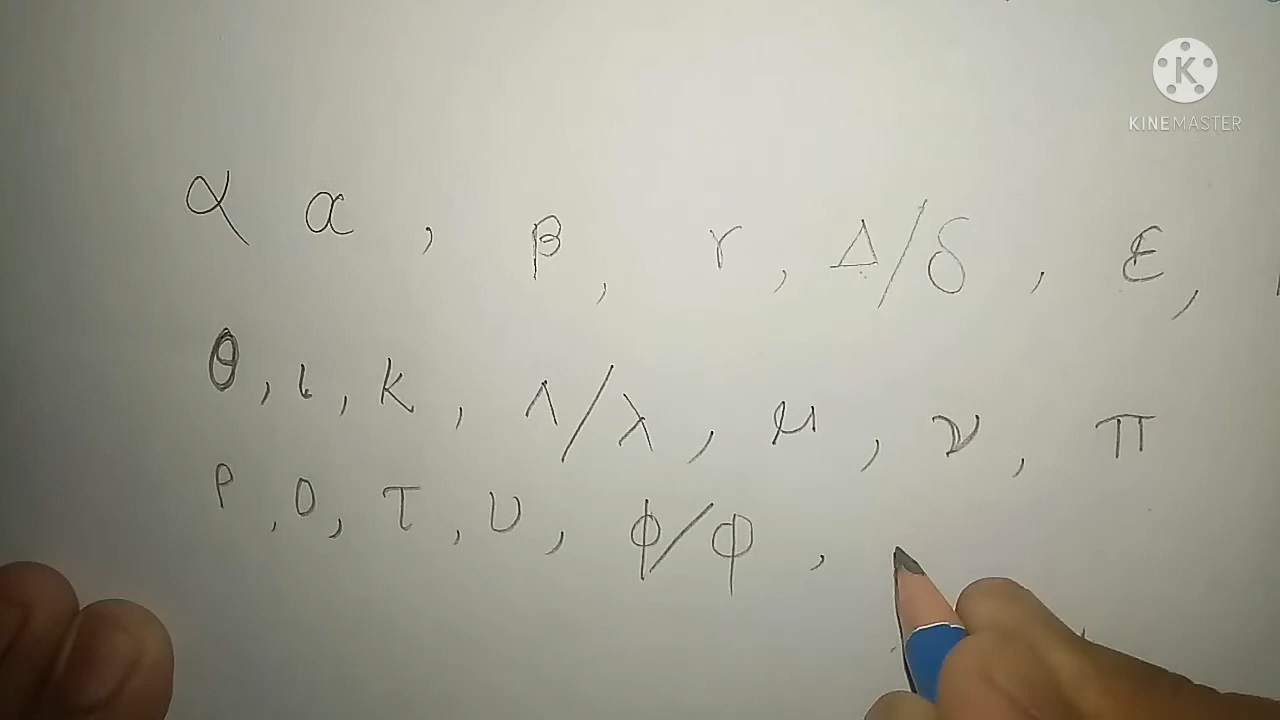 KINEMASTER
α α , β , γ , Δ/δ , ε ,
θ , ι , κ , Λ/λ , μ , ν , π
ρ , ο , τ , υ , ϕ/φ ,